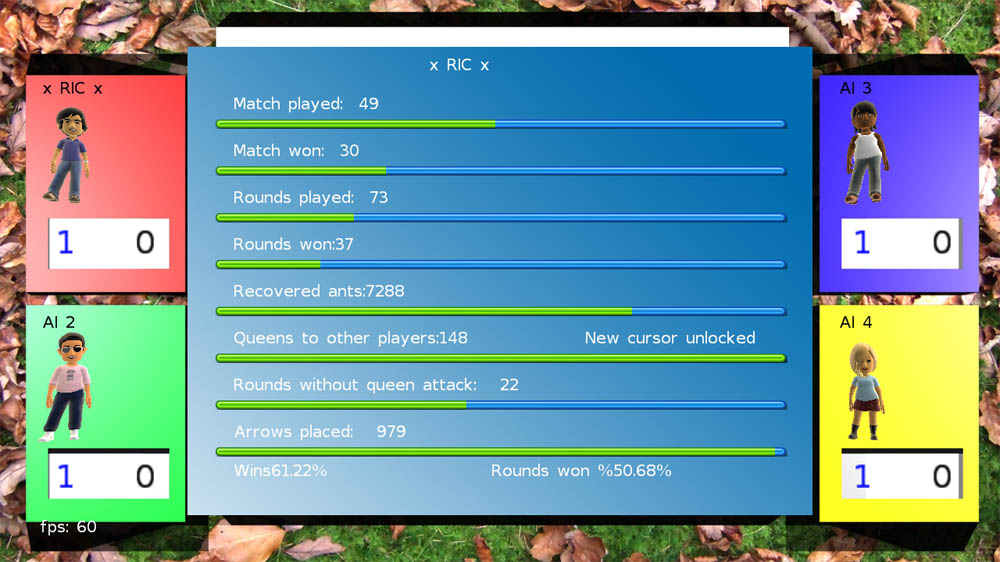 x RIC x
Match played: 49
Match won: 30
Rounds played: 73
Rounds won:37
Recovered ants:7288
Queens to other players:148 New cursor unlocked
Rounds without queen attack: 22
Arrows placed: 979
Wins61.22% Rounds won %50.68%
x RIC x
1 0
AI 2
1 0
fps: 60
AI 3
1 0
AI 4
1 0